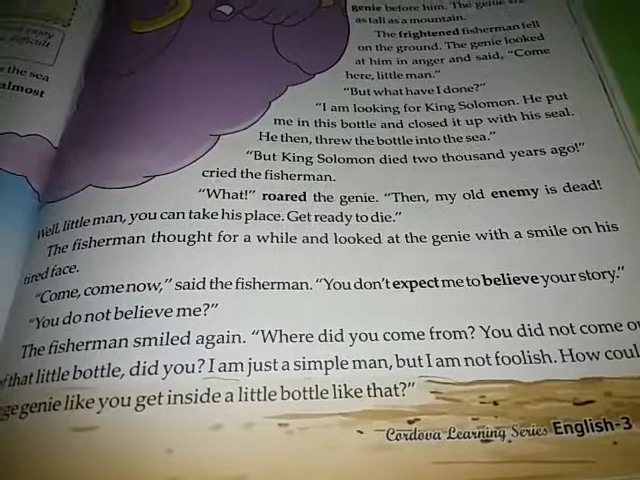 enjoy
difficult
s the sea
almost
genie before him. The genie
as tall as a mountain.
The frightened fisherman fell
on the ground. The genie looked
at him in anger and said, "Come
here, little man."
"But what have I done?"
"I am looking for King Solomon. He put
me in this bottle and closed it up with his seal.
He then, threw the bottle into the sea."
"But King Solomon died two thousand years ago!"
cried the fisherman.
"What!" roared the genie. "Then, my old enemy is dead!
Well, little man, you can take his place. Get ready to die."
The fisherman thought for a while and looked at the genie with a smile on his
tired face.
"Come, come now," said the fisherman. "You don't expect me to believe your story."
"You do not believe me?"
The fisherman smiled again. "Where did you come from? You did not come
of that little bottle, did you? I am just a simple man, but I am not foolish. How coul
ge genie like you get inside a little bottle like that?"
Cordova Learning Series English-3